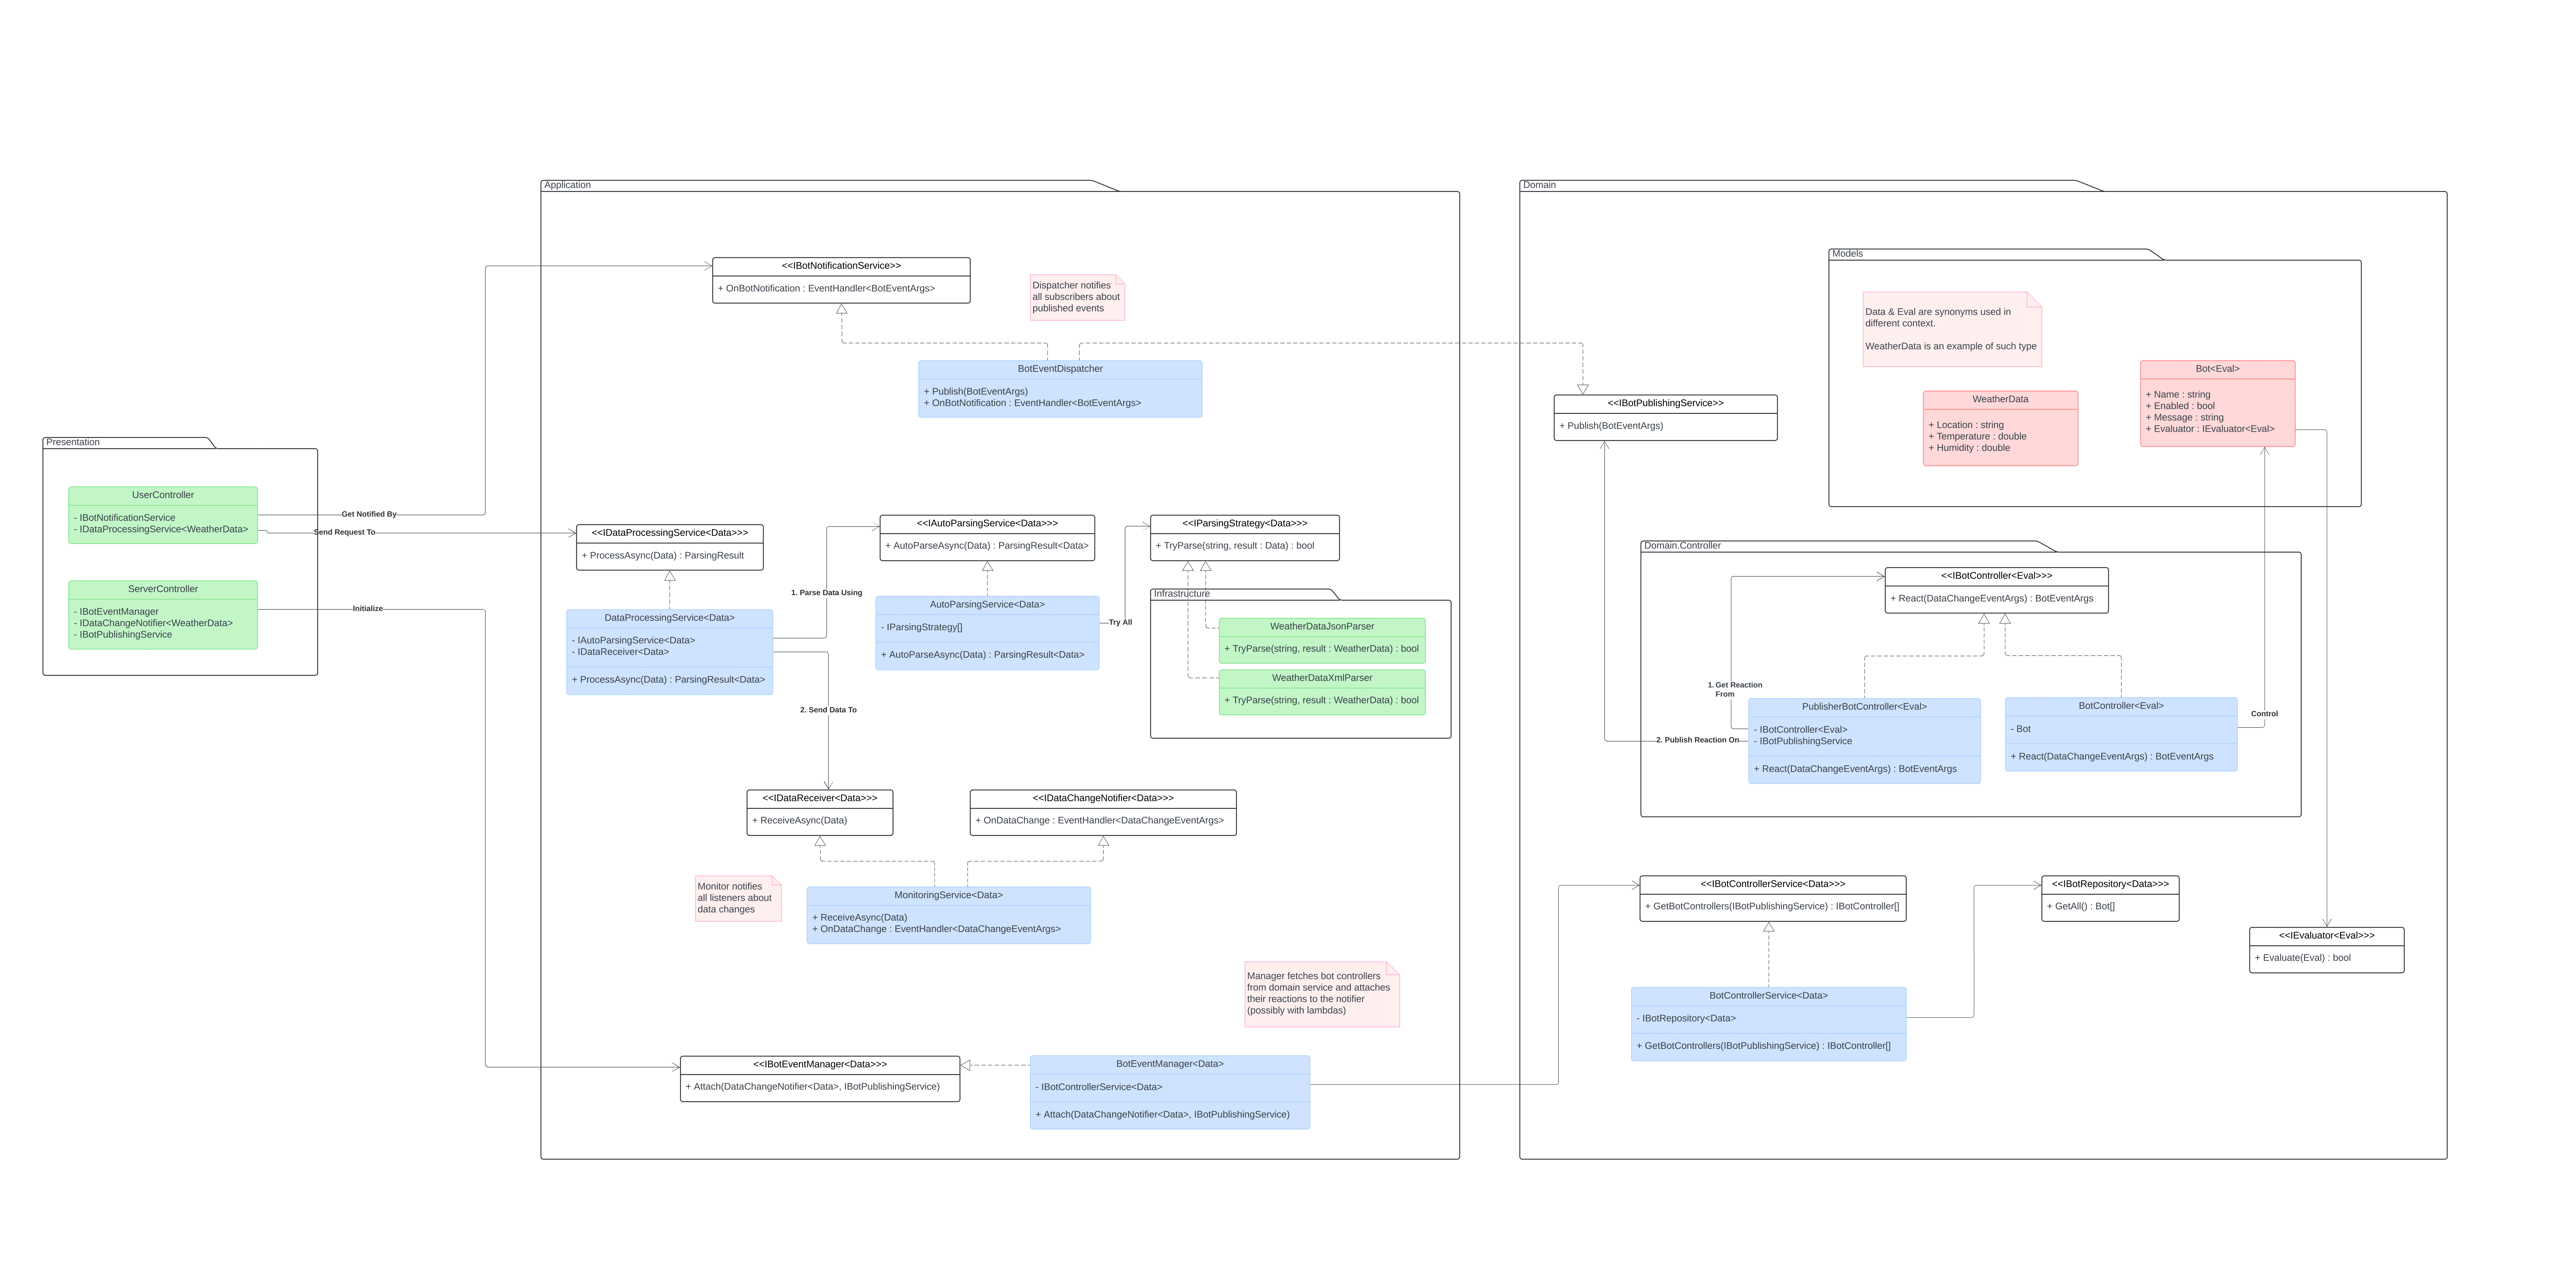 Presentation
UserController
- IBotNotificationService
- IDataProcessingService<WeatherData>
ServerController
- IBotEventManager
- IDataChangeNotifier<WeatherData>
- IBotPublishingService
Get Notified By
Send Request To
Initialize
Application
<<IBotNotificationService>>
+ OnBotNotification : EventHandler<BotEventArgs>
Dispatcher notifies
all subscribers about
published events
BotEventDispatcher
+ Publish(BotEventArgs)
+ OnBotNotification : EventHandler<BotEventArgs>
<<IDataProcessingService<Data>>>
+ ProcessAsync(Data) : ParsingResult
DataProcessingService<Data>
- IAutoParsingService<Data>
- IDataReceiver<Data>
+ ProcessAsync(Data) : ParsingResult<Data>
1. Parse Data Using
2. Send Data To
<<IAutoParsingService<Data>>>
+ AutoParseAsync(Data) : ParsingResult<Data>
AutoParsingService<Data>
- IParsingStrategy[]
+ AutoParseAsync(Data) : ParsingResult<Data>
Try All
<<IParsingStrategy<Data>>>
+ TryParse(string, result : Data) : bool
Infrastructure
WeatherDataJsonParser
+ TryParse(string, result : WeatherData) : bool
WeatherDataXmlParser
+ TryParse(string, result : WeatherData) : bool
<<IDataReceiver<Data>>>
+ ReceiveAsync(Data)
<<IDataChangeNotifier<Data>>>
+ OnDataChange : EventHandler<DataChangeEventArgs>
Monitor notifies
all listeners about
data changes
MonitoringService<Data>
+ ReceiveAsync(Data)
+ OnDataChange : EventHandler<DataChangeEventArgs>
Manager fetches bot controllers
from domain service and attaches
their reactions to the notifier
(possibly with lambdas)
<<IBotEventManager<Data>>>
+ Attach(DataChangeNotifier<Data>, IBotPublishingService)
BotEventManager<Data>
- IBotControllerService<Data>
+ Attach(DataChangeNotifier<Data>, IBotPublishingService)
Domain
<<IBotPublishingService>>
+ Publish(BotEventArgs)
Models
Data & Eval are synonyms used in
different context.
WeatherData is an example of such type
WeatherData
+ Location : string
+ Temperature : double
+ Humidity : double
Bot<Eval>
+ Name : string
+ Enabled : bool
+ Message : string
+ Evaluator : IEvaluator<Eval>
Domain.Controller
<<IBotController<Eval>>>
+ React(DataChangeEventArgs) : BotEventArgs
1. Get Reaction
From
2. Publish Reaction On
PublisherBotController<Eval>
- IBotController<Eval>
- IBotPublishingService
+ React(DataChangeEventArgs) : BotEventArgs
BotController<Eval>
- Bot
+ React(DataChangeEventArgs) : BotEventArgs
Control
<<IBotControllerService<Data>>>
+ GetBotControllers(IBotPublishingService) : IBotController[]
<<IBotRepository<Data>>>
+ GetAll() : Bot[]
<<IEvaluator<Eval>>>
+ Evaluate(Eval) : bool
BotControllerService<Data>
- IBotRepository<Data>
+ GetBotControllers(IBotPublishingService) : IBotController[]